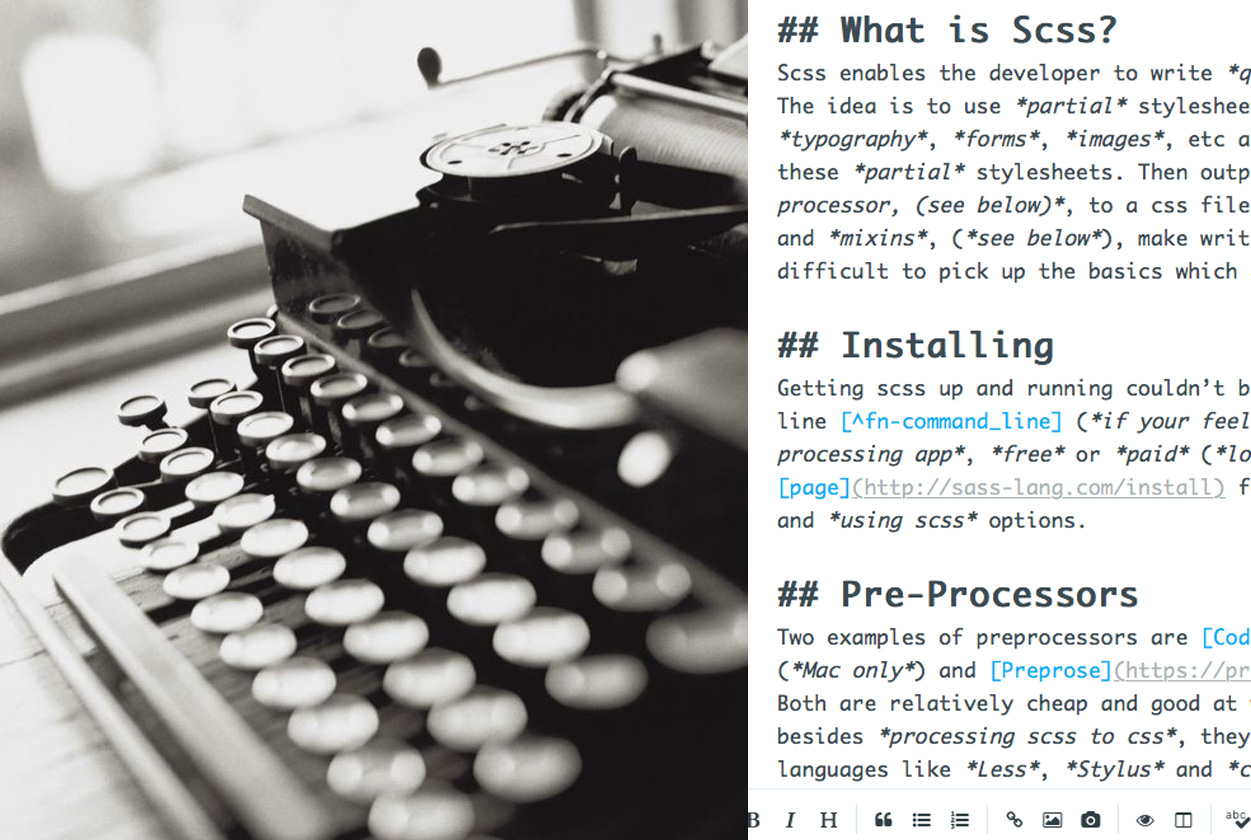 ## What is Scss?
Scss enables the developer to write *q
The idea is to use *partial* styleshee
*typography*, *forms*, *images*, etc a
these *partial* stylesheets. Then outp
processor, (see below)*, to a css file
and *mixins*, (*see below*), make writ
difficult to pick up the basics which
## Installing
Getting scss up and running couldn’t b
line [^fn-command_line] (*if your feel
processing app*, *free* or *paid* (*lo
[page](http://sass-lang.com/install) f
and *using scss* options.
## Pre-Processors
Two examples of preprocessors are [Cod
(*Mac only*) and [Preprose](https://pr
Both are relatively cheap and good at
besides *processing scss to css*, they
languages like *Less*, *Stylus* and *c
B I H abc